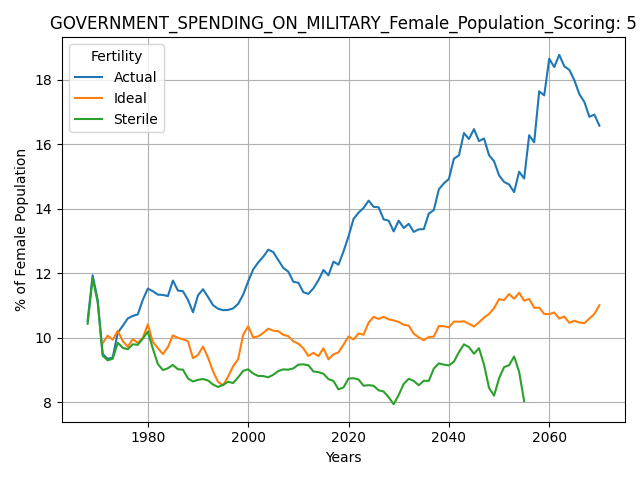 GOVERNMENT_SPENDING_ON_MILITARY_Female_Population_Scoring: 5
Fertility
Actual
Ideal
Sterile
% of Female Population
18
16
14
12
10
8
1980
2000
2020
2040
2060
Years